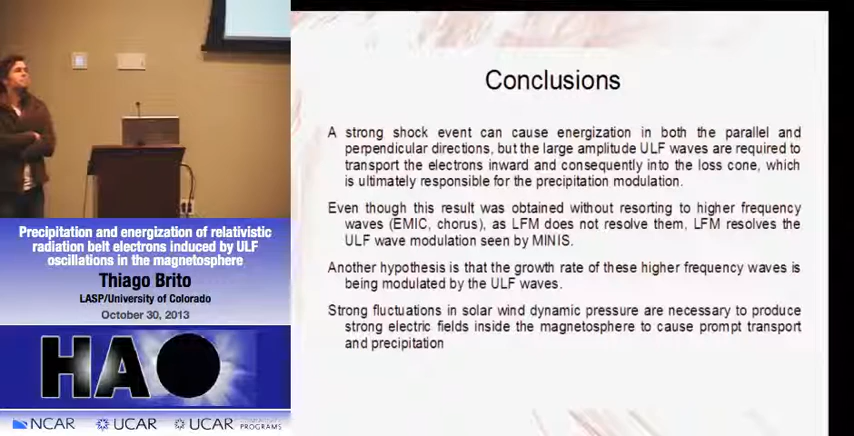 Conclusions
A strong shock event can cause energization in both the parallel and
perpendicular directions, but the large amplitude ULF waves are required to
transport the electrons inward and consequently into the loss cone, which
is ultimately responsible for the precipitation modulation.
Even though this result was obtained without resorting to higher frequency
waves (EMIC, chorus), as LFM does not resolve them, LFM resolves the
ULF wave modulation seen by MINIS.
Another hypothesis is that the growth rate of these higher frequency waves is
being modulated by the ULF waves.
Strong fluctuations in solar wind dynamic pressure are necessary to produce
strong electric fields inside the magnetosphere to cause prompt transport
and precipitation
Precipitation and energization of relativistic
radiation belt electrons induced by ULF
oscillations in the magnetosphere
Thiago Brito
LASP/University of Colorado
October 30, 2013
HAO
NCAR UCAR UCAR PROGRAMS